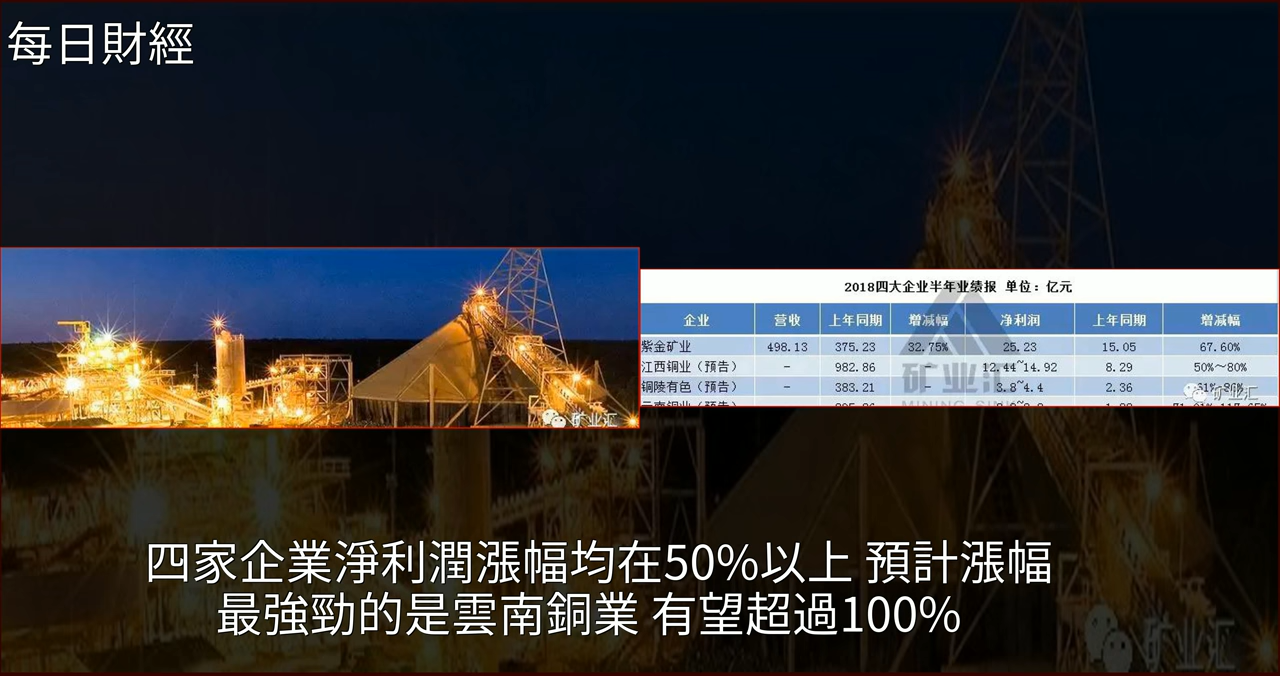 每日財經
2018四大企业半年业绩报 单位：亿元
企业 营收 上年同期 增减幅 净利润 上年同期 增减幅
紫金矿业 498.13 375.23 32.75% 25.23 15.05 67.60%
江西铜业（预告） - 982.86 12.44~14.92 8.29 50%～80%
铜陵有色（预告） - 383.21 - 3.8~4.4 2.36
矿业汇
矿业汇
矿业汇
四家企業淨利潤漲幅均在50%以上 預計漲幅
最強勁的是雲南銅業 有望超過100%
矿业汇